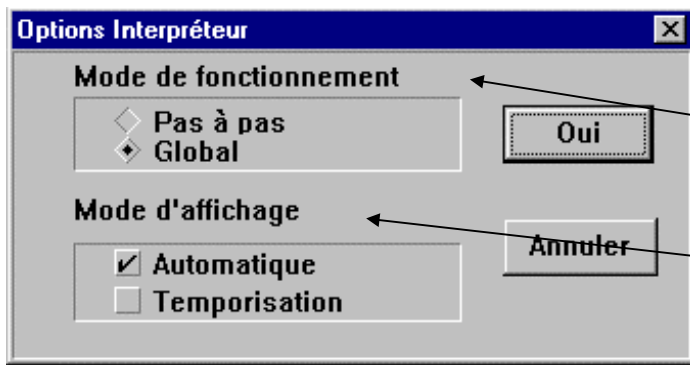 Options Interpréteur
Mode de fonctionnement
Pas à pas
Global
Oui
Mode d'affichage
Automatique
Temporisation
Annuler